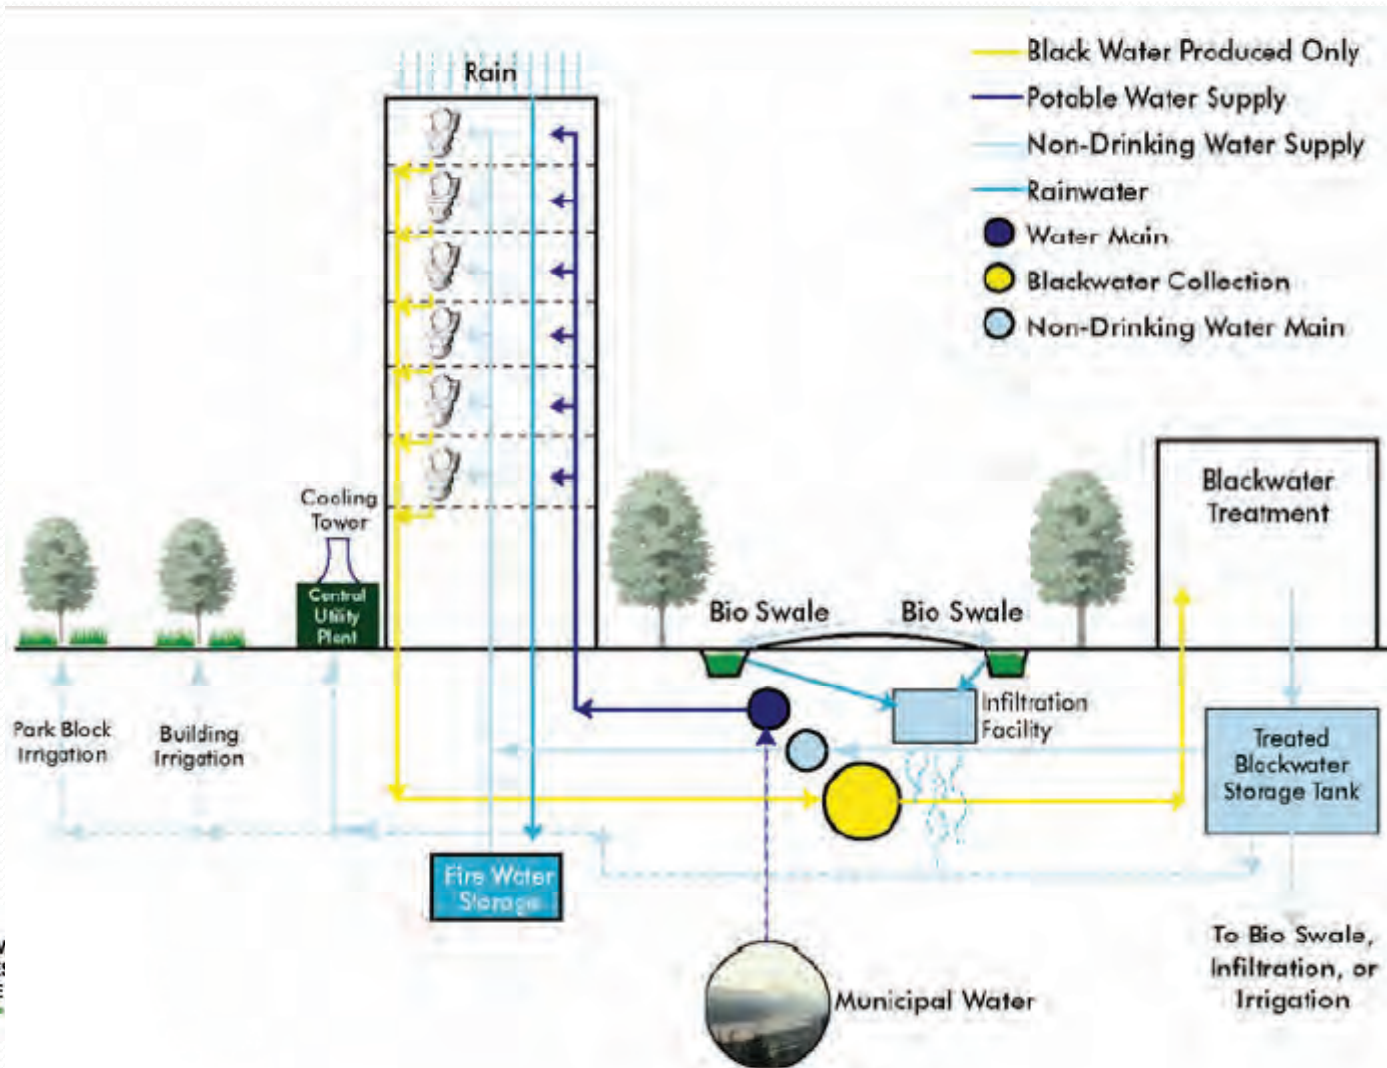 Rain
Black Water Produced Only
Potable Water Supply
Non-Drinking Water Supply
Rainwater
Water Main
Blackwater Collection
Non-Drinking Water Main
Cooling
Tower
Central
Utility
Plant
Blackwater
Treatment
Bio Swale
Bio Swale
Park Block
Irrigation
Building
Irrigation
Infiltration
Facility
Treated
Blackwater
Storage Tank
Fire Water
Storage
Municipal Water
To Bio Swale,
Infiltration, or
Irrigation